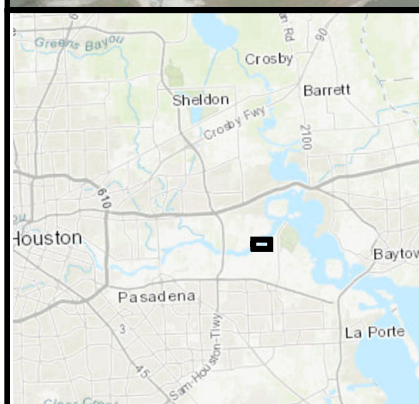 Greens Bayou
Crosby
90
Sheldon
Barrett
Crosby Fwy
2100
610
Houston
Baytow
Pasadena
3
La Porte
45
Sam-Houston-Tlwy